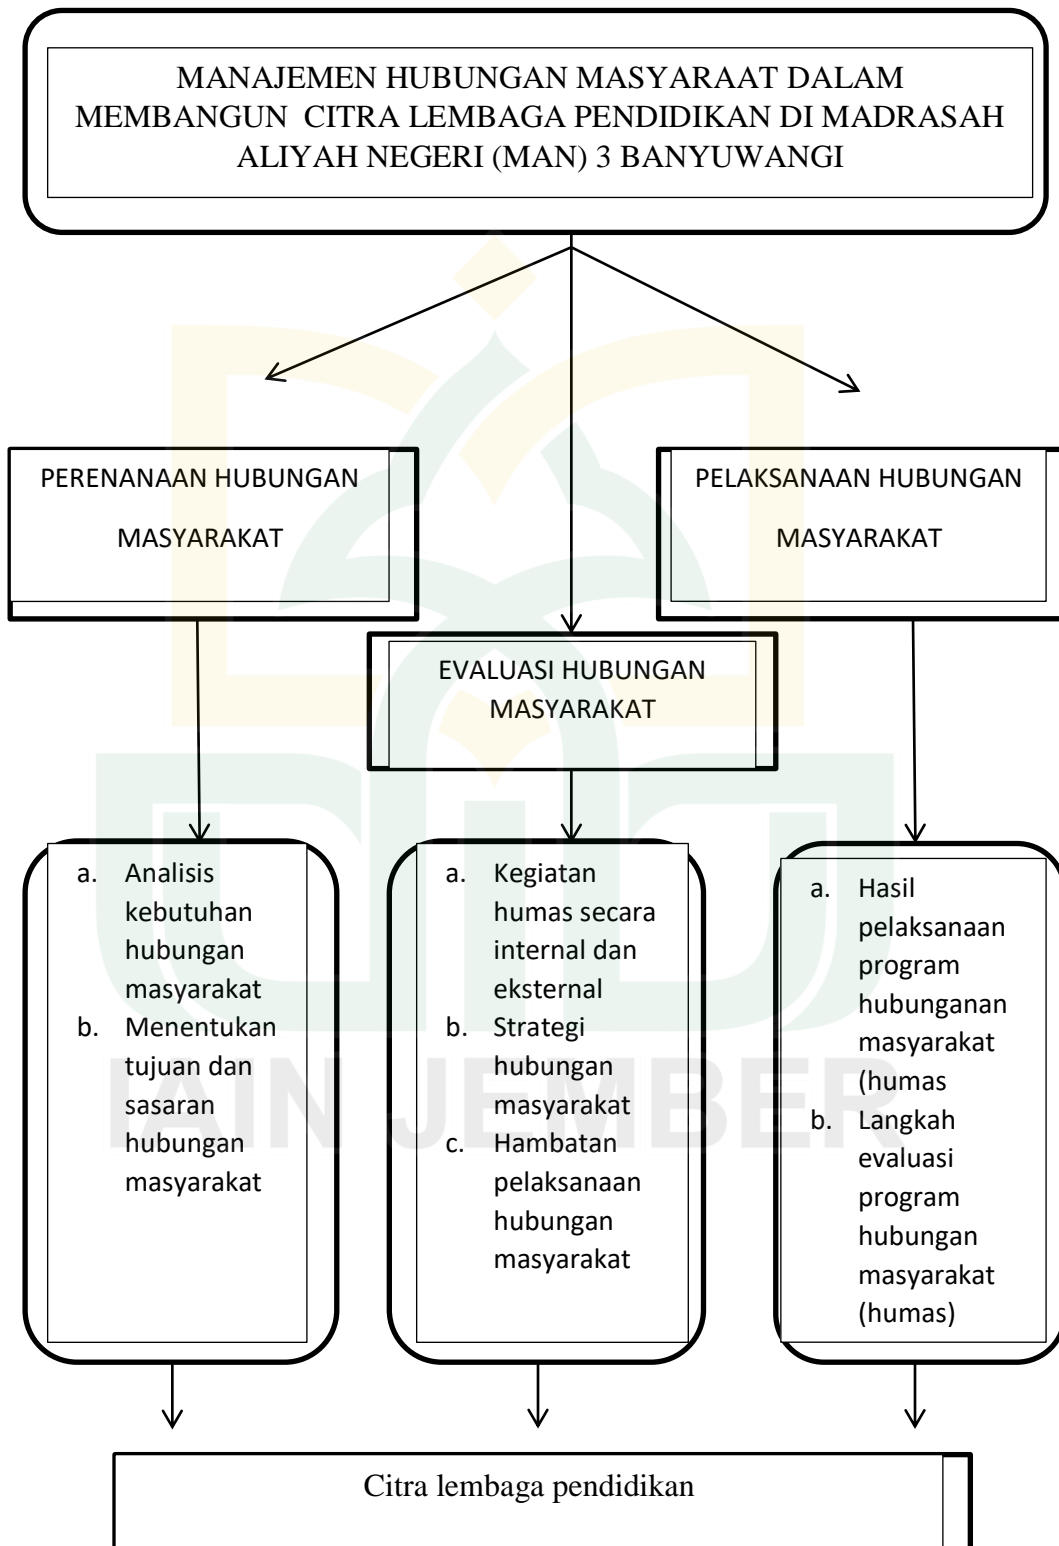 MANAJEMEN HUBUNGAN MASYARAAT DALAM
MEMBANGUN CITRA LEMBAGA PENDIDIKAN DI MADRASAH
ALIYAH NEGERI (MAN) 3 BANYUWANGI
PERENANAAN HUBUNGAN
MASYARAKAT
PELAKSANAAN HUBUNGAN
MASYARAKAT
EVALUASI HUBUNGAN
MASYARAKAT
a. Analisis
kebutuhan
hubungan
masyarakat
b. Menentukan
tujuan dan
sasaran
hubungan
masyarakat
a. Kegiatan
humas secara
internal dan
eksternal
b. Strategi
hubungan
masyarakat
c. Hambatan
pelaksanaan
hubungan
masyarakat
a. Hasil
pelaksanaan
program
hubunganan
masyarakat
(humas
b. Langkah
evaluasi
program
hubungan
masyarakat
(humas)
IAIN JEMBER
Citra lembaga pendidikan